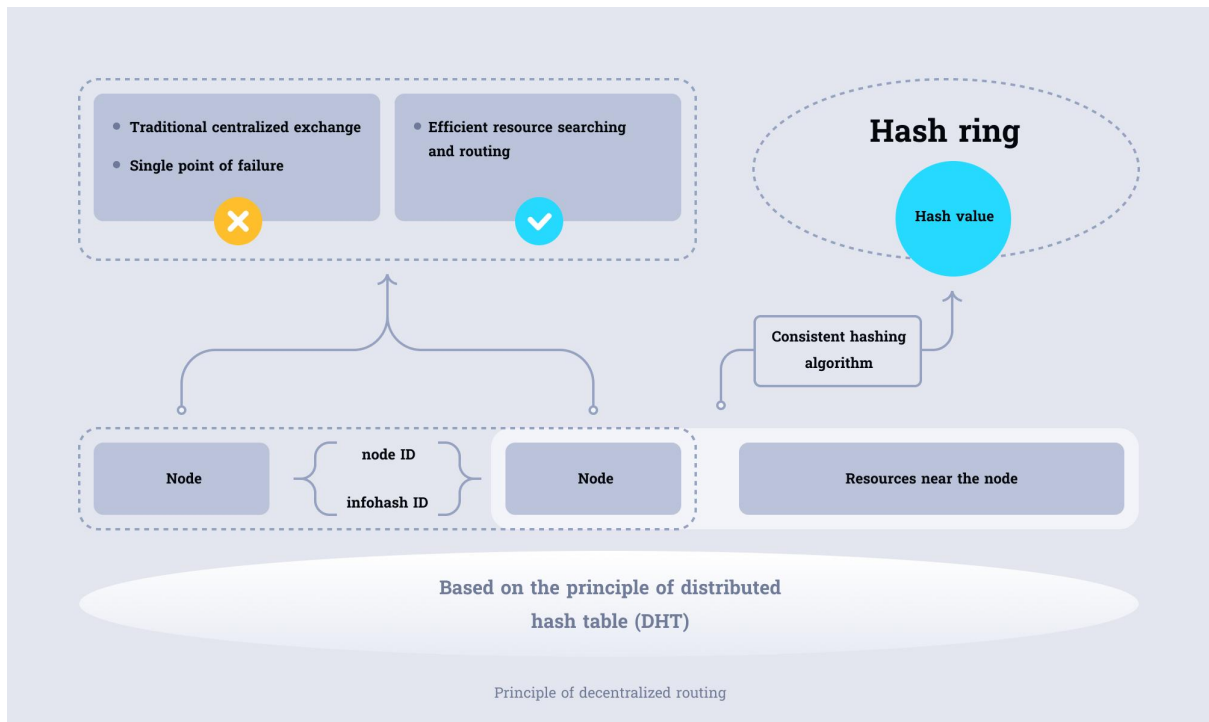 Traditional centralized exchange
Single point of failure
Efficient resource searching
and routing
Hash ring
Hash value
Consistent hashing
algorithm
Node
node ID
infohash ID
Node
Resources near the node
Based on the principle of distributed
hash table (DHT)
Principle of decentralized routing